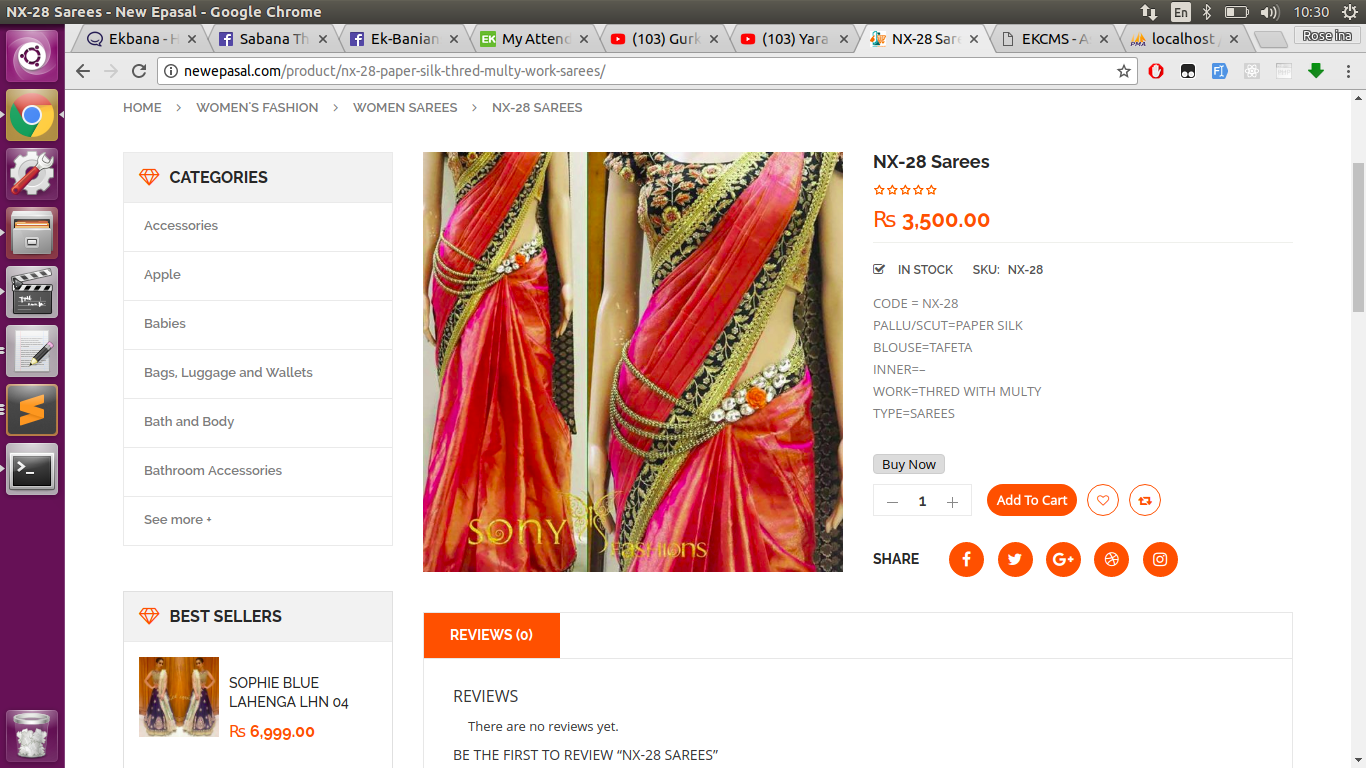 NX-28 Sarees - New Epasal - Google Chrome
En
10:30
Ekbana - H
Sabana Th
Ek-Banian
My Attend
(103) Gurk
(103) Yara
NX-28 Sare
EKCMS - A
localhost /
Rose ina
newepasal.com/product/nx-28-paper-silk-thred-multy-work-sarees/
HOME > WOMEN'S FASHION > WOMEN SAREES > NX-28 SAREES
CATEGORIES
Accessories
Apple
Babies
Bags, Luggage and Wallets
Bath and Body
Bathroom Accessories
See more +
BEST SELLERS
SOPHIE BLUE
LAHENGA LHN 04
₨ 6,999.00
SONY
FASHIONS
NX-28 Sarees
₨ 3,500.00
IN STOCK SKU: NX-28
CODE = NX-28
PALLU/SCUT=PAPER SILK
BLOUSE=TAFETA
INNER=–
WORK=THRED WITH MULTY
TYPE=SAREES
Buy Now
— 1 + Add To Cart
SHARE
REVIEWS (0)
REVIEWS
There are no reviews yet.
BE THE FIRST TO REVIEW “NX-28 SAREES”